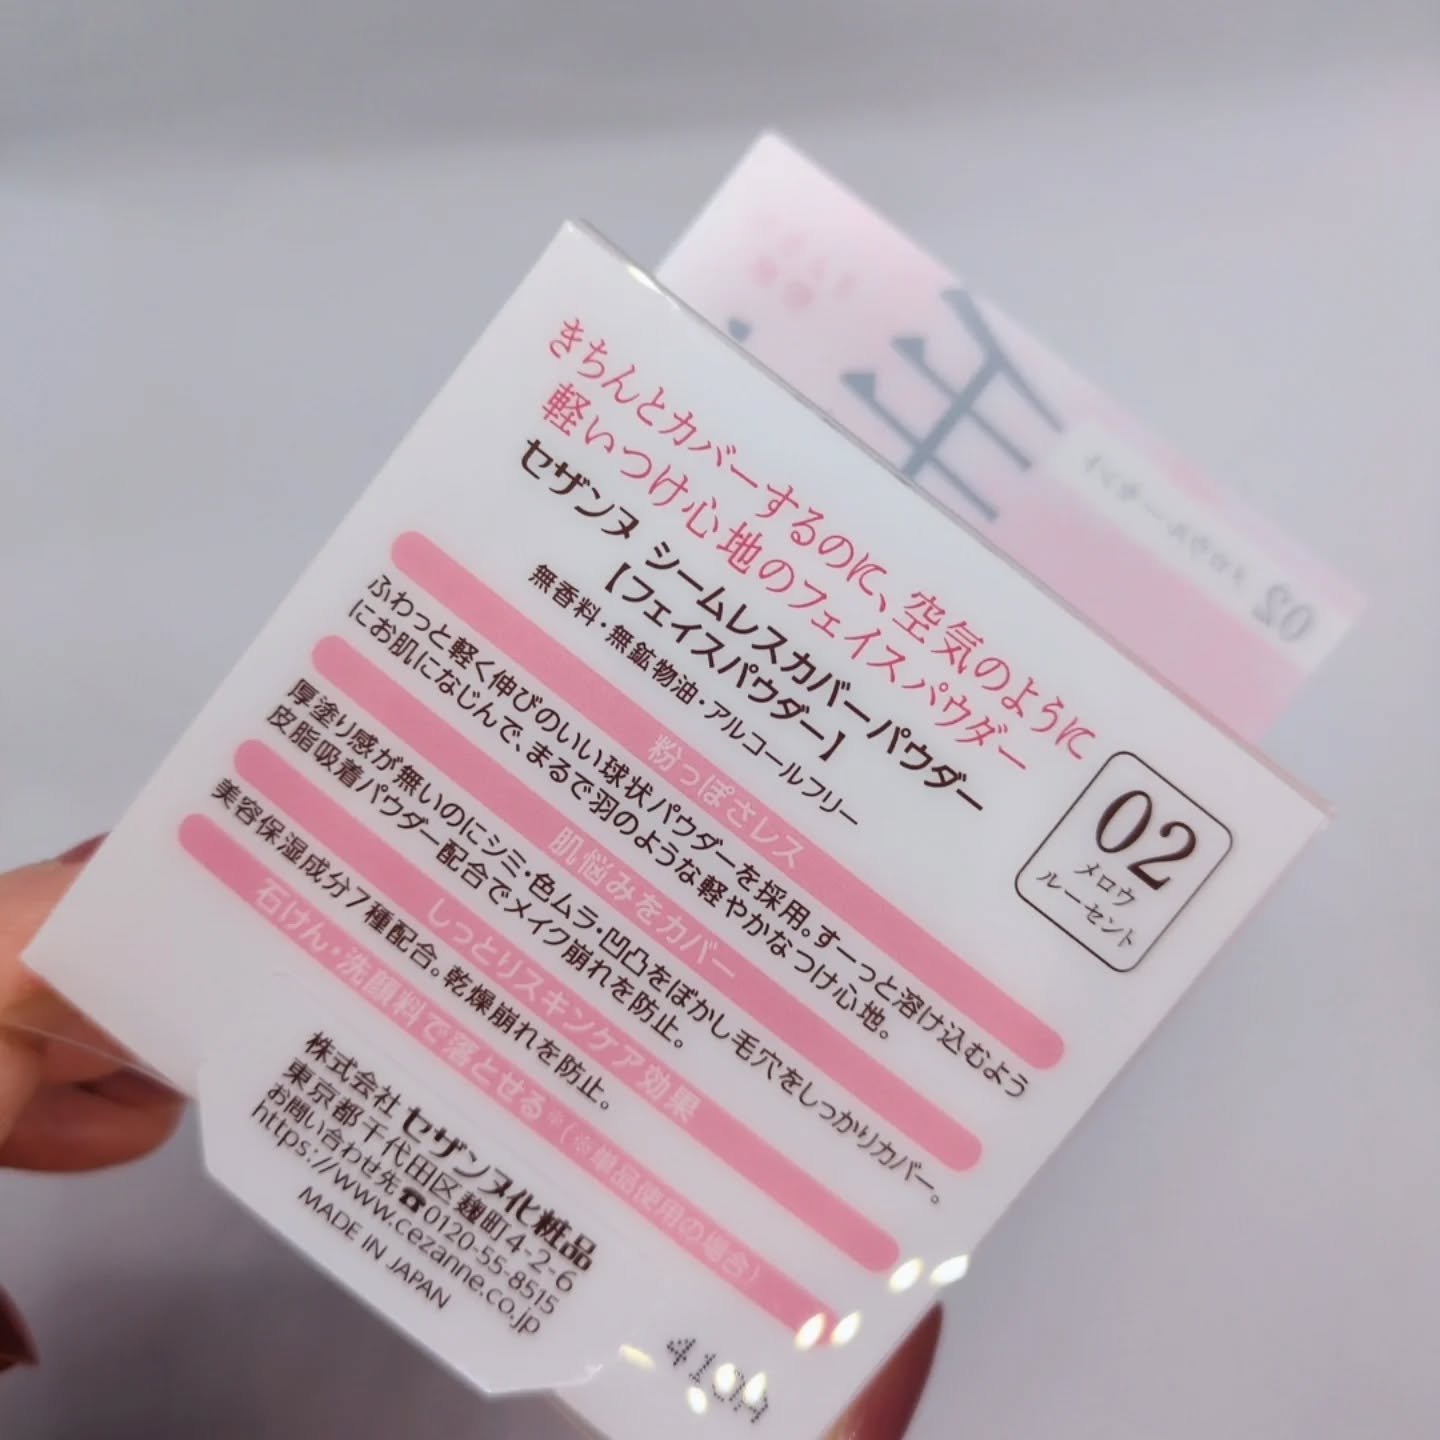 きちんとカバーするのに、空気のように
軽いつけ心地のフェイスパウダー
セザンヌ シームレスカバーパウダー
【フェイスパウダー】
無香料・無鉱物油・アルコールフリー
02
メロウ
ルーセント
粉っぽさレス
ふわっと軽く伸びのいい球状パウダーを採用。すーっと溶け込むよう
にお肌になじんで、まるで羽のような軽やかなつけ心地。
肌悩みをカバー
厚塗り感が無いのにシミ・色ムラ・凹凸をぼかし毛穴をしっかりカバー。
皮脂吸着パウダー配合でメイク崩れを防止。
しっとりスキンケア効果
美容保湿成分7種配合。乾燥崩れを防止。
石けん・洗顔料で落とせる※(※単品使用の場合)
株式会社 セザンヌ化粧品
東京都千代田区麹町4-2-6
お問い合わせ先☎0120-55-8515
https://www.cezanne.co.jp
MADE IN JAPAN
02